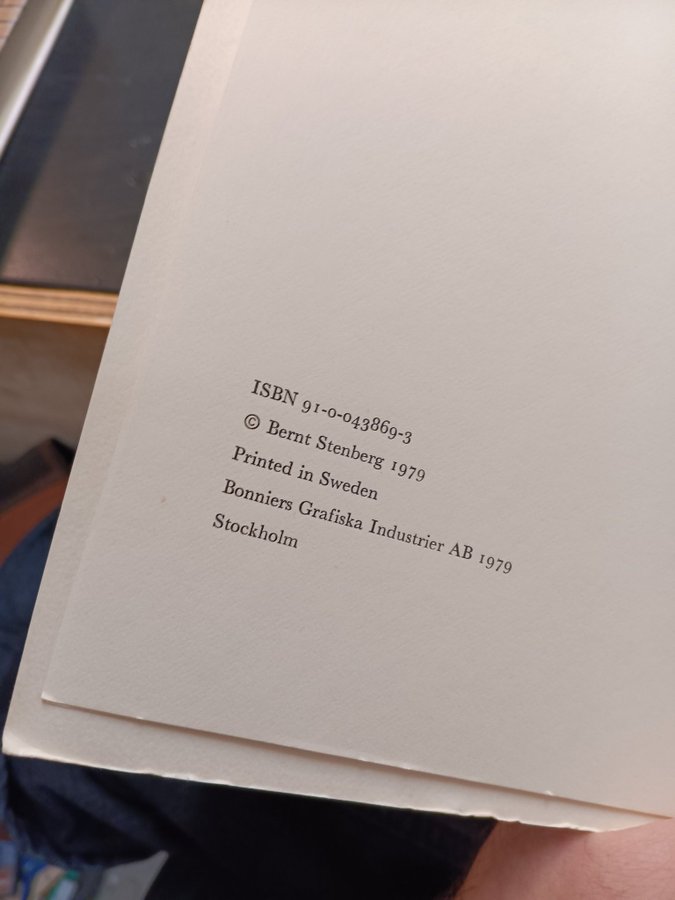 ISBN 91-0-043869-3
© Bernt Stenberg 1979
Printed in Sweden
Bonniers Grafiska Industrier AB 1979
Stockholm